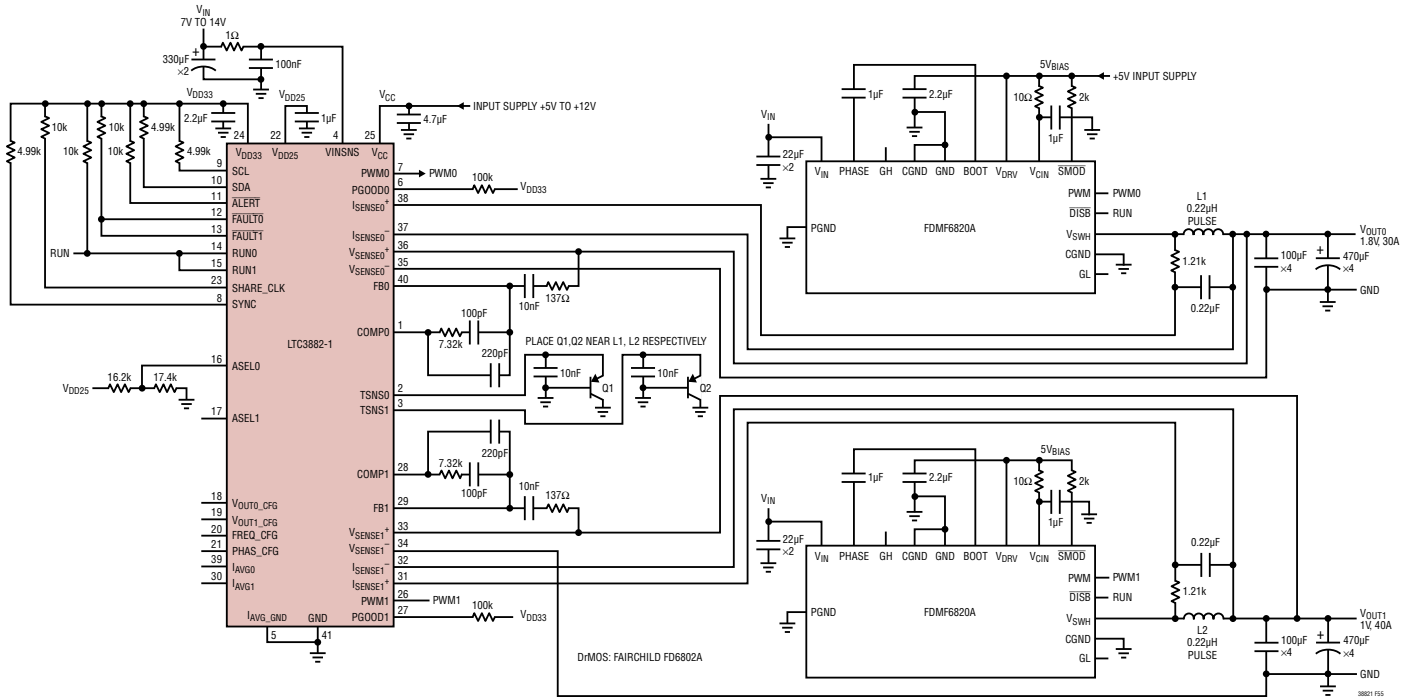 VIN
7V TO 14V
1Ω
330µF
×2
+
100nF
VDD33
2.2µF
VDD25
1µF
VCC
INPUT SUPPLY +5V TO +12V
4.7µF
4.99k
10k
10k
10k
10k
4.99k
4.99k
24
22
4
25
VDD33
VDD25
VINSNS
VCC
9
SCL
10
SDA
11
ALERT
12
FAULT0
13
FAULT1
RUN
14
RUN0
15
RUN1
23
SHARE_CLK
8
SYNC
16
ASEL0
VDD25
16.2k
17.4k
17
ASEL1
18
VOUT0_CFG
19
VOUT1_CFG
20
FREQ_CFG
21
PHAS_CFG
39
IAVG0
30
IAVG1
IAVG_GND
GND
5
41
LTC3882-1
PWM0
7
PWM0
PGOOD0
6
100k
VDD33
ISENSE0+
38
ISENSE0–
37
VSENSE0+
36
VSENSE0–
35
FB0
40
10nF
137Ω
COMP0
1
100pF
7.32k
220pF
PLACE Q1,Q2 NEAR L1, L2 RESPECTIVELY
TSNS0
2
TSNS1
3
10nF
Q1
10nF
Q2
220pF
COMP1
28
7.32k
100pF
10nF
137Ω
FB1
29
VSENSE1+
33
VSENSE1–
34
ISENSE1–
32
ISENSE1+
31
PWM1
26
PWM1
PGOOD1
27
100k
VDD33
DrMOS: FAIRCHILD FD6802A
VIN
22µF
×2
1µF
2.2µF
5VBIAS
+5V INPUT SUPPLY
10Ω
2k
1µF
VIN
PHASE
GH
CGND
GND
BOOT
VDRV
VCIN
SMOD
PGND
FDMF6820A
PWM
PWM0
DISB
RUN
VSWH
CGND
GL
L1
0.22µH
PULSE
1.21k
0.22µF
100µF
×4
+
470µF
×4
VOUT0
1.8V, 30A
GND
VIN
22µF
×2
1µF
2.2µF
5VBIAS
10Ω
2k
1µF
VIN
PHASE
GH
CGND
GND
BOOT
VDRV
VCIN
SMOD
PGND
FDMF6820A
PWM
PWM1
DISB
RUN
VSWH
CGND
GL
0.22µF
1.21k
L2
0.22µH
PULSE
100µF
×4
+
470µF
×4
VOUT1
1V, 40A
GND
38821 F55